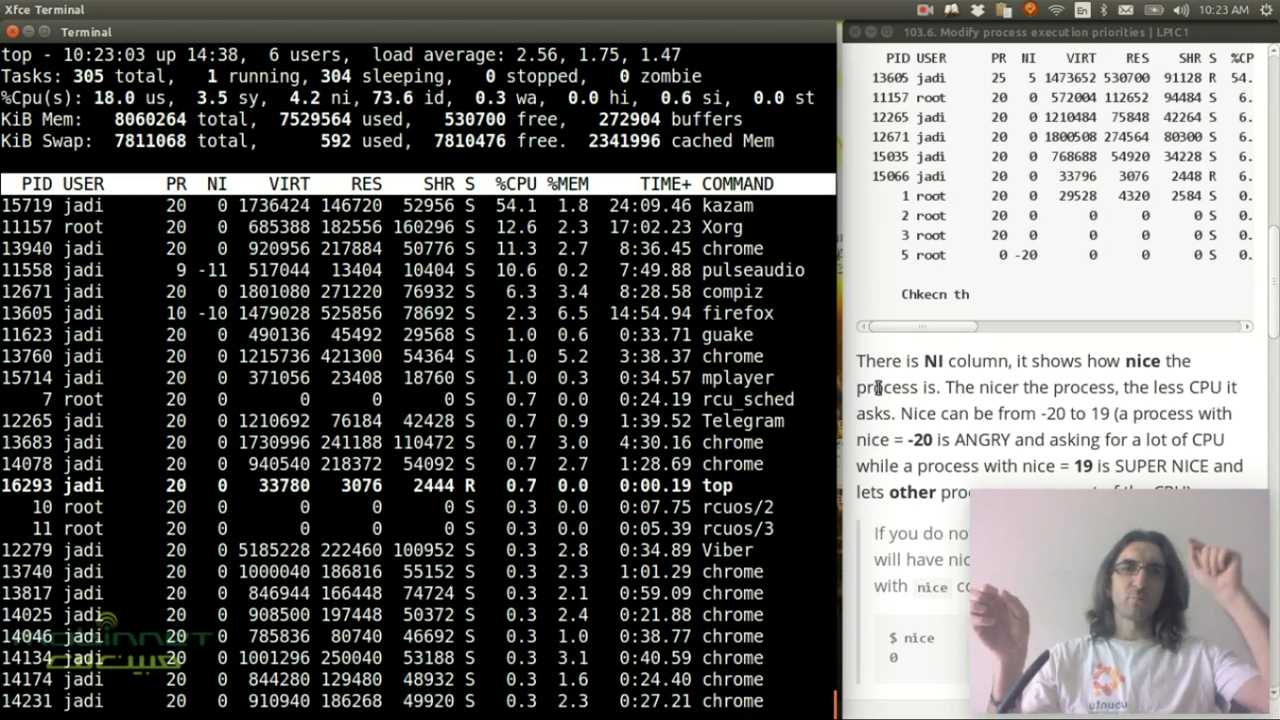 Xfce Terminal
En
10:23 AM
Terminal
top - 10:23:03 up 14:38, 6 users, load average: 2.56, 1.75, 1.47
Tasks: 305 total, 1 running, 304 sleeping, 0 stopped, 0 zombie
%Cpu(s): 18.0 us, 3.5 sy, 4.2 ni, 73.6 id, 0.3 wa, 0.0 hi, 0.6 si, 0.0 st
KiB Mem: 8060264 total, 7529564 used, 530700 free, 272904 buffers
KiB Swap: 7811068 total, 592 used, 7810476 free. 2341996 cached Mem
PID USER PR NI VIRT RES SHR S %CPU %MEM TIME+ COMMAND
15719 jadi 20 0 1736424 146720 52956 S 54.1 1.8 24:09.46 kazam
11157 root 20 0 685388 182556 160296 S 12.6 2.3 17:02.23 Xorg
13940 jadi 20 0 920956 217884 50776 S 11.3 2.7 8:36.45 chrome
11558 jadi 9 -11 517044 13404 10404 S 10.6 0.2 7:49.88 pulseaudio
12671 jadi 20 0 1801080 271220 76932 S 6.3 3.4 8:28.58 compiz
13605 jadi 10 -10 1479028 525856 78692 S 2.3 6.5 14:54.94 firefox
11623 jadi 20 0 490136 45492 29568 S 1.0 0.6 0:33.71 guake
13760 jadi 20 0 1215736 421300 54364 S 1.0 5.2 3:38.37 chrome
15714 jadi 20 0 371056 23408 18760 S 1.0 0.3 0:34.57 mplayer
7 root 20 0 0 0 0 S 0.7 0.0 0:24.19 rcu_sched
12265 jadi 20 0 1210692 76184 42428 S 0.7 0.9 1:39.52 Telegram
13683 jadi 20 0 1730996 241188 110472 S 0.7 3.0 4:30.16 chrome
14078 jadi 20 0 940540 218372 54092 S 0.7 2.7 1:28.69 chrome
16293 jadi 20 0 33780 3076 2444 R 0.7 0.0 0:00.19 top
10 root 20 0 0 0 0 S 0.3 0.0 0:07.75 rcuos/2
11 root 20 0 0 0 0 S 0.3 0.0 0:05.39 rcuos/3
12279 jadi 20 0 5185228 222460 100952 S 0.3 2.8 0:34.89 Viber
13740 jadi 20 0 1000040 186816 55152 S 0.3 2.3 1:01.29 chrome
13817 jadi 20 0 846944 166448 74724 S 0.3 2.1 0:59.09 chrome
14025 jadi 20 0 908500 197448 50372 S 0.3 2.4 0:21.88 chrome
14046 jadi 20 0 785836 80740 46692 S 0.3 1.0 0:38.77 chrome
14134 jadi 20 0 1001296 250040 53188 S 0.3 3.1 0:40.59 chrome
14174 jadi 20 0 844280 129480 48932 S 0.3 1.6 0:24.40 chrome
14231 jadi 20 0 910940 186268 49920 S 0.3 2.3 0:27.21 chrome
103.6. Modify process execution priorities | LPIC1
PID USER PR NI VIRT RES SHR S %CP
13605 jadi 25 5 1473652 530700 91128 R 54.
11157 root 20 0 572004 112652 94484 S 6.
12265 jadi 20 0 1210484 75848 42264 S 6.
12671 jadi 20 0 1800508 274564 80300 S 6.
15035 jadi 20 0 768688 54920 34228 S 6.
15066 jadi 20 0 33796 3076 2448 R 6.
1 root 20 0 29528 4320 2584 S 0.
2 root 20 0 0 0 0 S 0.
3 root 20 0 0 0 0 S 0.
5 root 0 -20 0 0 0 S 0.
Chkecn th
There is NI column, it shows how nice the
process is. The nicer the process, the less CPU it
asks. Nice can be from -20 to 19 (a process with
nice = -20 is ANGRY and asking for a lot of CPU
while a process with nice = 19 is SUPER NICE and
lets other
If you do no
will have nic
with nice
$ nice
0